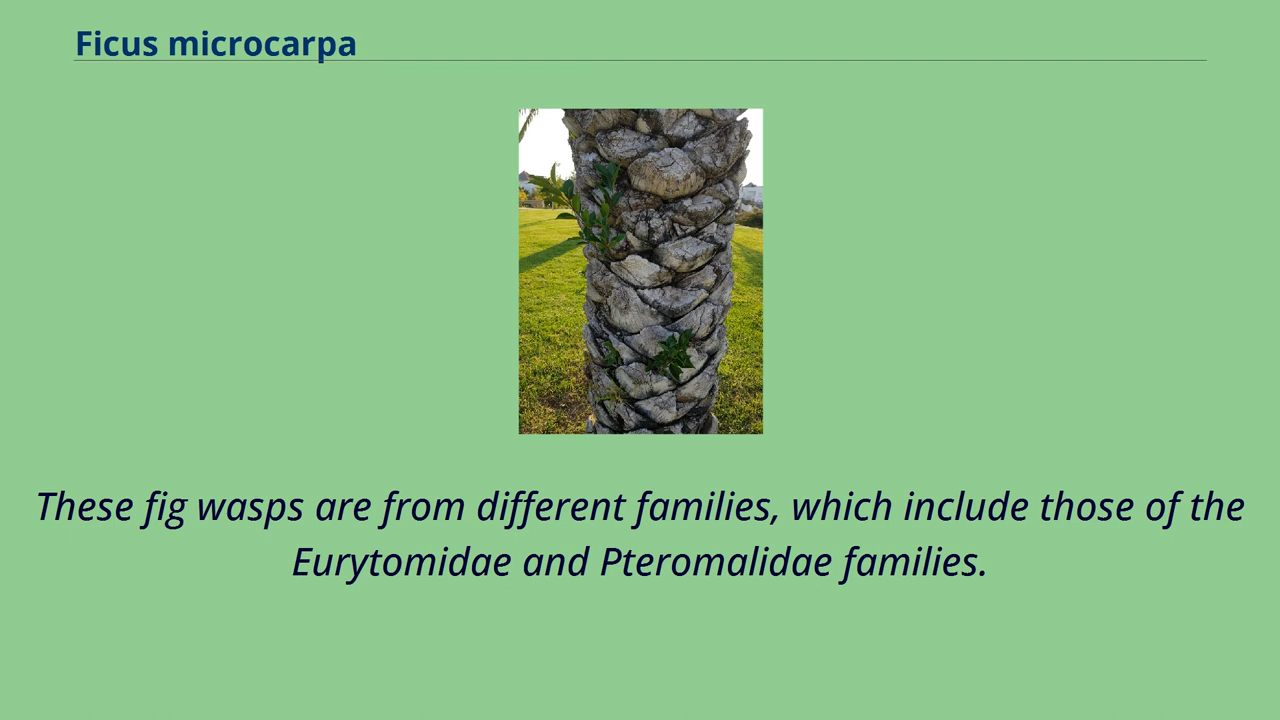 Ficus microcarpa
These fig wasps are from different families, which include those of the
Eurytomidae and Pteromalidae families.